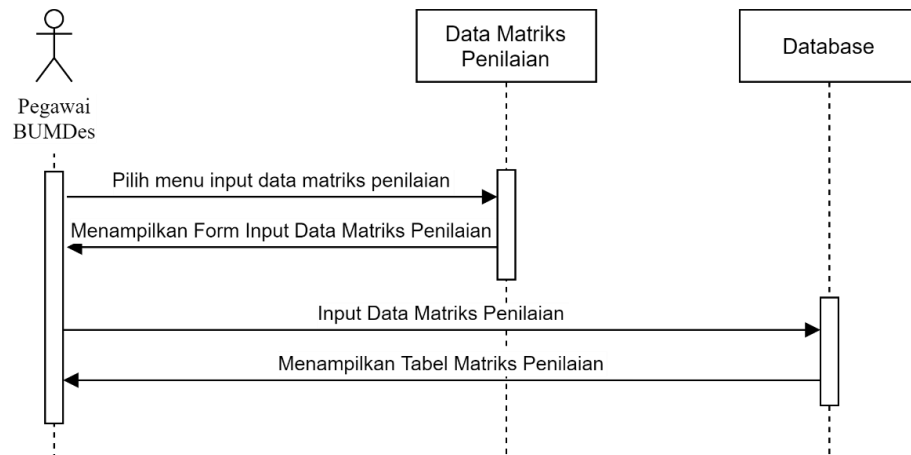 Data Matriks
Penilaian
Database
Pegawai
BUMDes
Pilih menu input data matriks penilaian
Menampilkan Form Input Data Matriks Penilaian
Input Data Matriks Penilaian
Menampilkan Tabel Matriks Penilaian